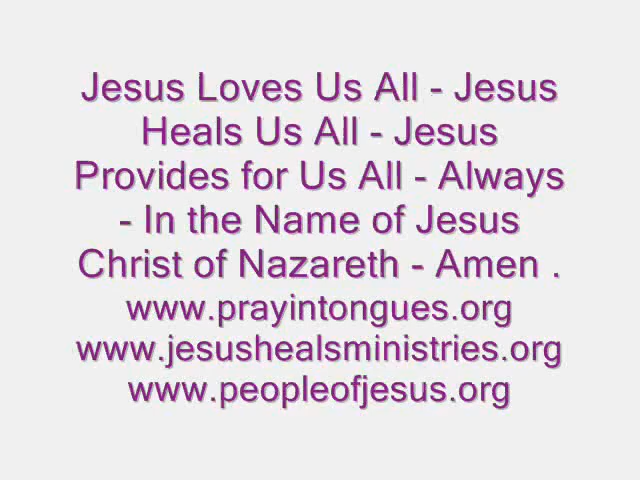 Jesus Loves Us All - Jesus
Heals Us All - Jesus
Provides for Us All - Always
- In the Name of Jesus
Christ of Nazareth - Amen .
www.prayintongues.org
www.jesushealsministries.org
www.peopleofjesus.org